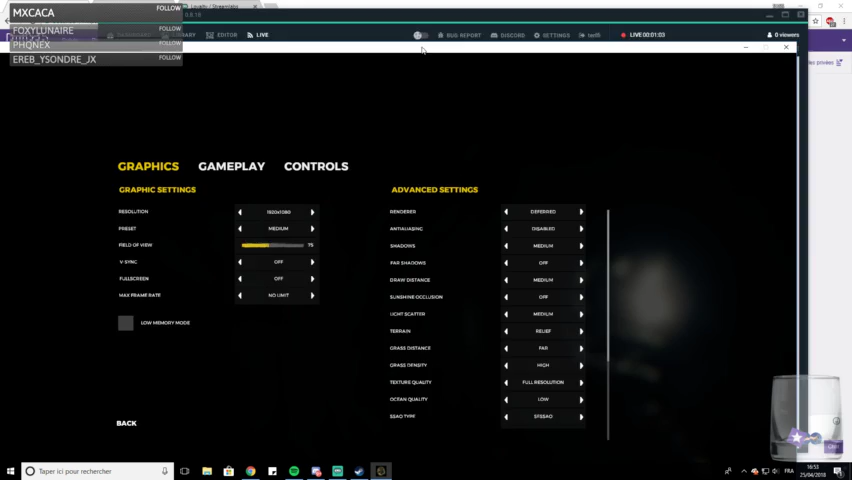 MXCACA FOLLOW
FOXYLUNAIRE FOLLOW
PHQNEX FOLLOW
EREB_YSONDRE_JX FOLLOW
0.8.18
EDITOR
LIVE
BUG REPORT
DISCORD
SETTINGS
LIVE 00:01:03
0 viewers
GRAPHICS GAMEPLAY CONTROLS
GRAPHIC SETTINGS
RESOLUTION 1920x1080
PRESET MEDIUM
FIELD OF VIEW 75
V-SYNC OFF
FULLSCREEN OFF
MAX FRAME RATE NO LIMIT
LOW MEMORY MODE
ADVANCED SETTINGS
RENDERER DEFERRED
ANTIALIASING DISABLED
SHADOWS MEDIUM
FAR SHADOWS OFF
DRAW DISTANCE MEDIUM
SUNSHINE OCCLUSION OFF
LIGHT SCATTER MEDIUM
TERRAIN RELIEF
GRASS DISTANCE FAR
GRASS DENSITY HIGH
TEXTURE QUALITY FULL RESOLUTION
OCEAN QUALITY LOW
SSAO TYPE SFSSAO
BACK
Taper ici pour rechercher
FRA
16:53
25/04/2018